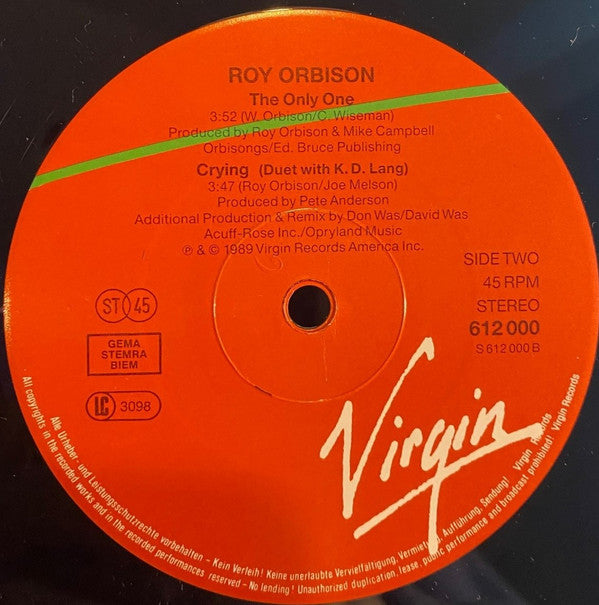 ROY ORBISON
The Only One
3:52 (W. Orbison/C. Wiseman)
Produced by Roy Orbison & Mike Campbell
Orbisongs/Ed. Bruce Publishing
Crying (Duet with K. D. Lang)
3:47 (Roy Orbison/Joe Melson)
Produced by Pete Anderson
Additional Production & Remix by Don Was/David Was
Acuff-Rose Inc./Opryland Music
℗ & © 1989 Virgin Records America Inc.
SIDE TWO
45 RPM
STEREO
612 000
S 612 000 B
ST 45
GEMA
STEMRA
BIEM
LC 3098
Virgin
Alle Urheber- und Leistungsschutzrechte vorbehalten – Kein Verleih! Keine unerlaubte Vervielfältigung, Vermietung, Aufführung, Sendung! Virgin Records
All copyrights in the recorded works and in the recorded performances reserved – No lending! Unauthorized duplication, lease, public performance and broadcast prohibited! Virgin Records